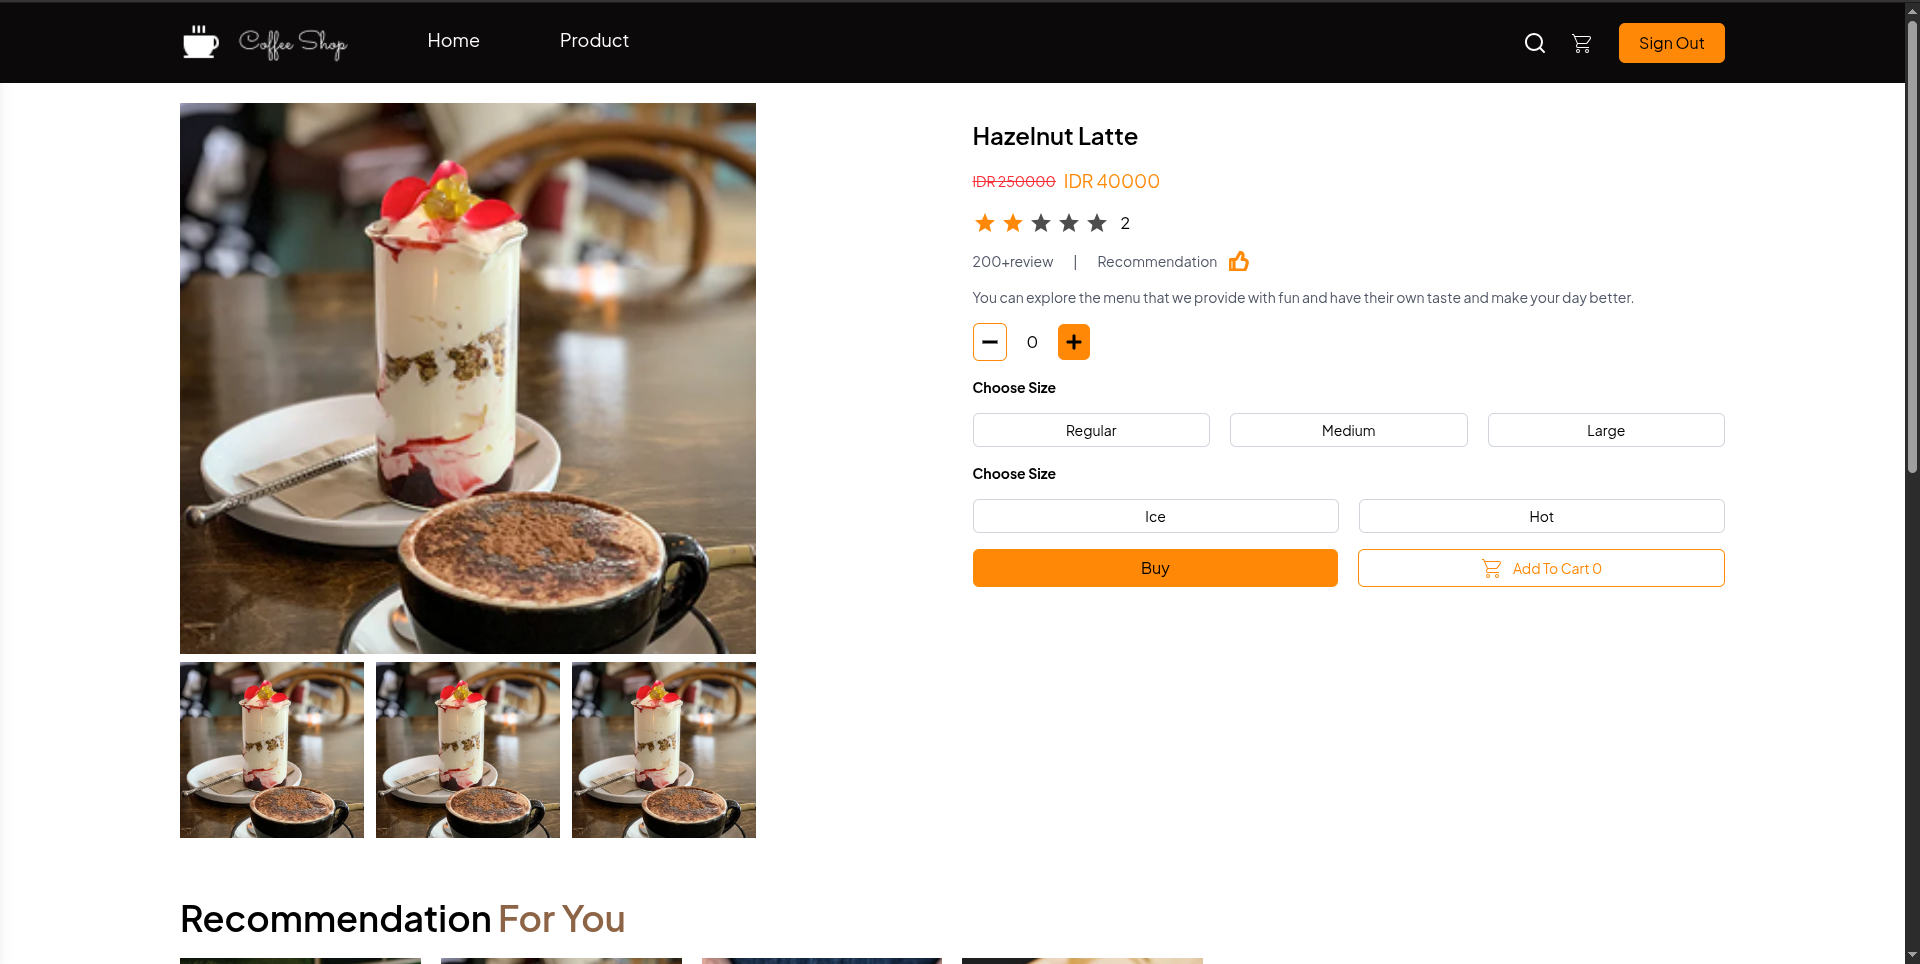 Coffee Shop Home Product Sign Out
Hazelnut Latte
IDR 250000 IDR 40000
2
200+review | Recommendation
You can explore the menu that we provide with fun and have their own taste and make your day better.
0
Choose Size
Regular Medium Large
Choose Size
Ice Hot
Buy Add To Cart 0
Recommendation For You